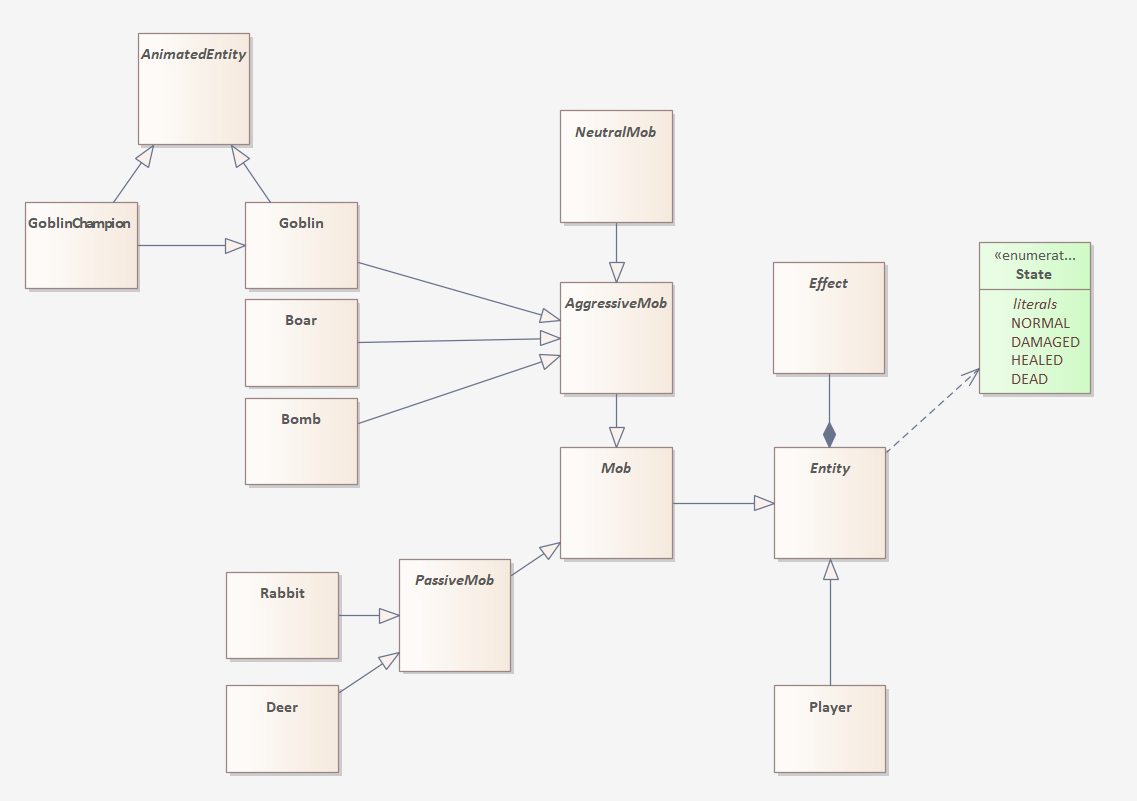 AnimatedEntity
NeutralMob
GoblinChampion
Goblin
«enumerat...
State
literals
NORMAL
DAMAGED
HEALED
DEAD
Effect
AggressiveMob
Boar
Bomb
Mob
Entity
PassiveMob
Rabbit
Deer
Player